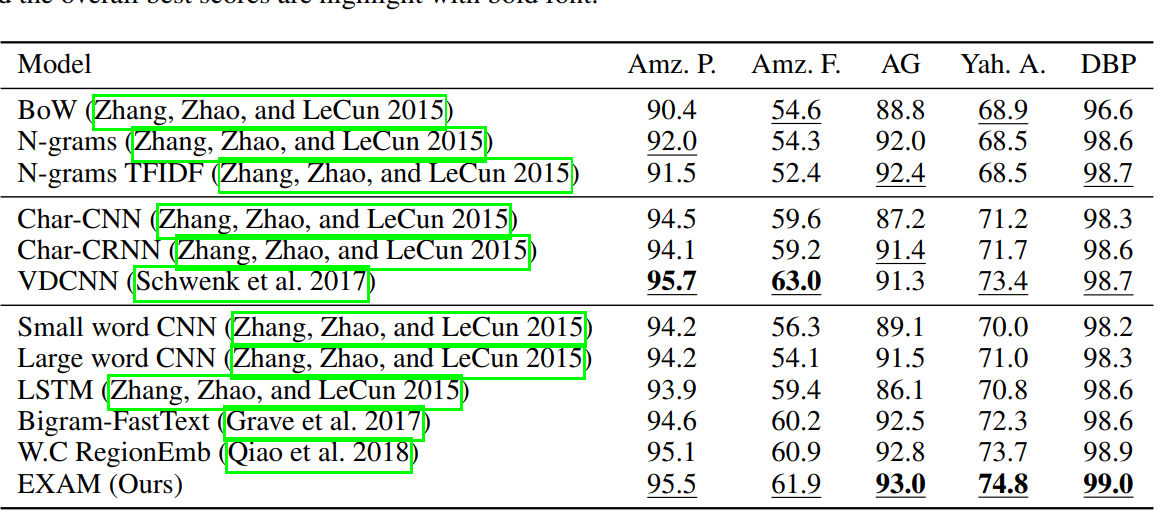 d the overall best scores are highlight with bold font.
Model Amz. P. Amz. F. AG Yah. A. DBP
BoW (Zhang, Zhao, and LeCun 2015) 90.4 54.6 88.8 68.9 96.6
N-grams (Zhang, Zhao, and LeCun 2015) 92.0 54.3 92.0 68.5 98.6
N-grams TFIDF (Zhang, Zhao, and LeCun 2015) 91.5 52.4 92.4 68.5 98.7
Char-CNN (Zhang, Zhao, and LeCun 2015) 94.5 59.6 87.2 71.2 98.3
Char-CRNN (Zhang, Zhao, and LeCun 2015) 94.1 59.2 91.4 71.7 98.6
VDCNN (Schwenk et al. 2017) 95.7 63.0 91.3 73.4 98.7
Small word CNN (Zhang, Zhao, and LeCun 2015) 94.2 56.3 89.1 70.0 98.2
Large word CNN (Zhang, Zhao, and LeCun 2015) 94.2 54.1 91.5 71.0 98.3
LSTM (Zhang, Zhao, and LeCun 2015) 93.9 59.4 86.1 70.8 98.6
Bigram-FastText (Grave et al. 2017) 94.6 60.2 92.5 72.3 98.6
W.C RegionEmb (Qiao et al. 2018) 95.1 60.9 92.8 73.7 98.9
EXAM (Ours) 95.5 61.9 93.0 74.8 99.0